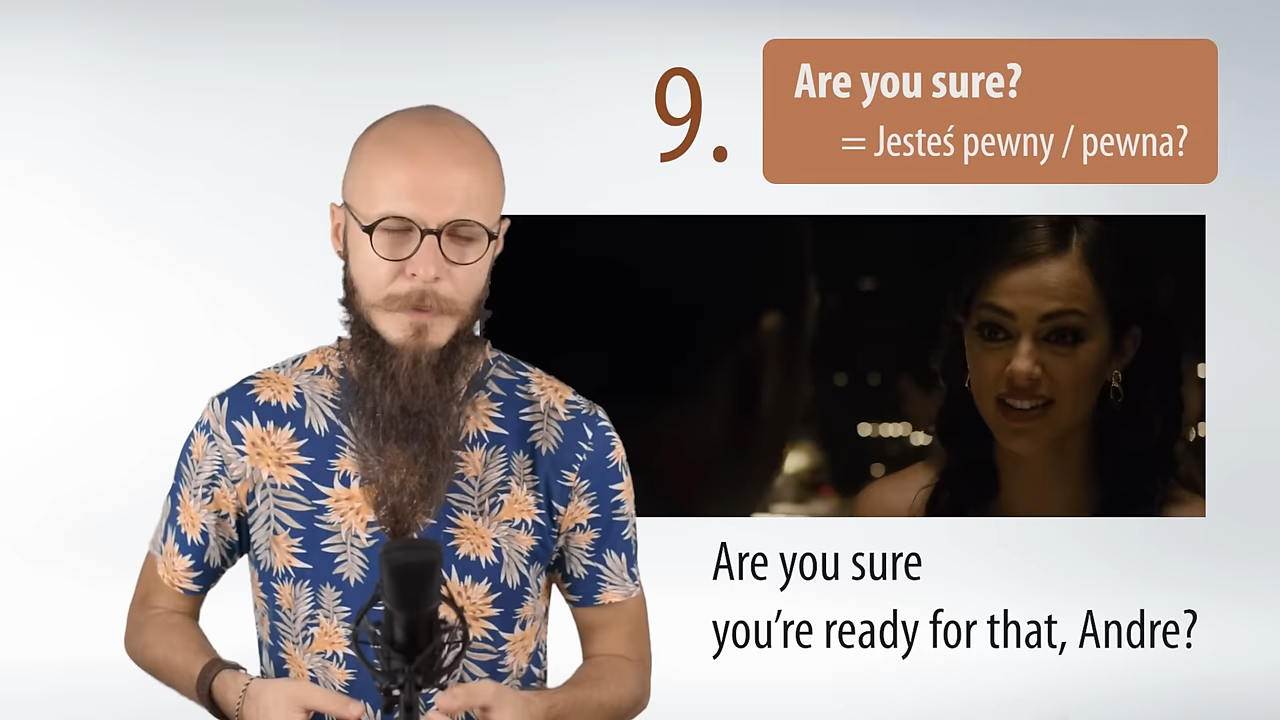 9.
Are you sure?
= Jesteś pewny / pewna?
Are you sure
you're ready for that, Andre?